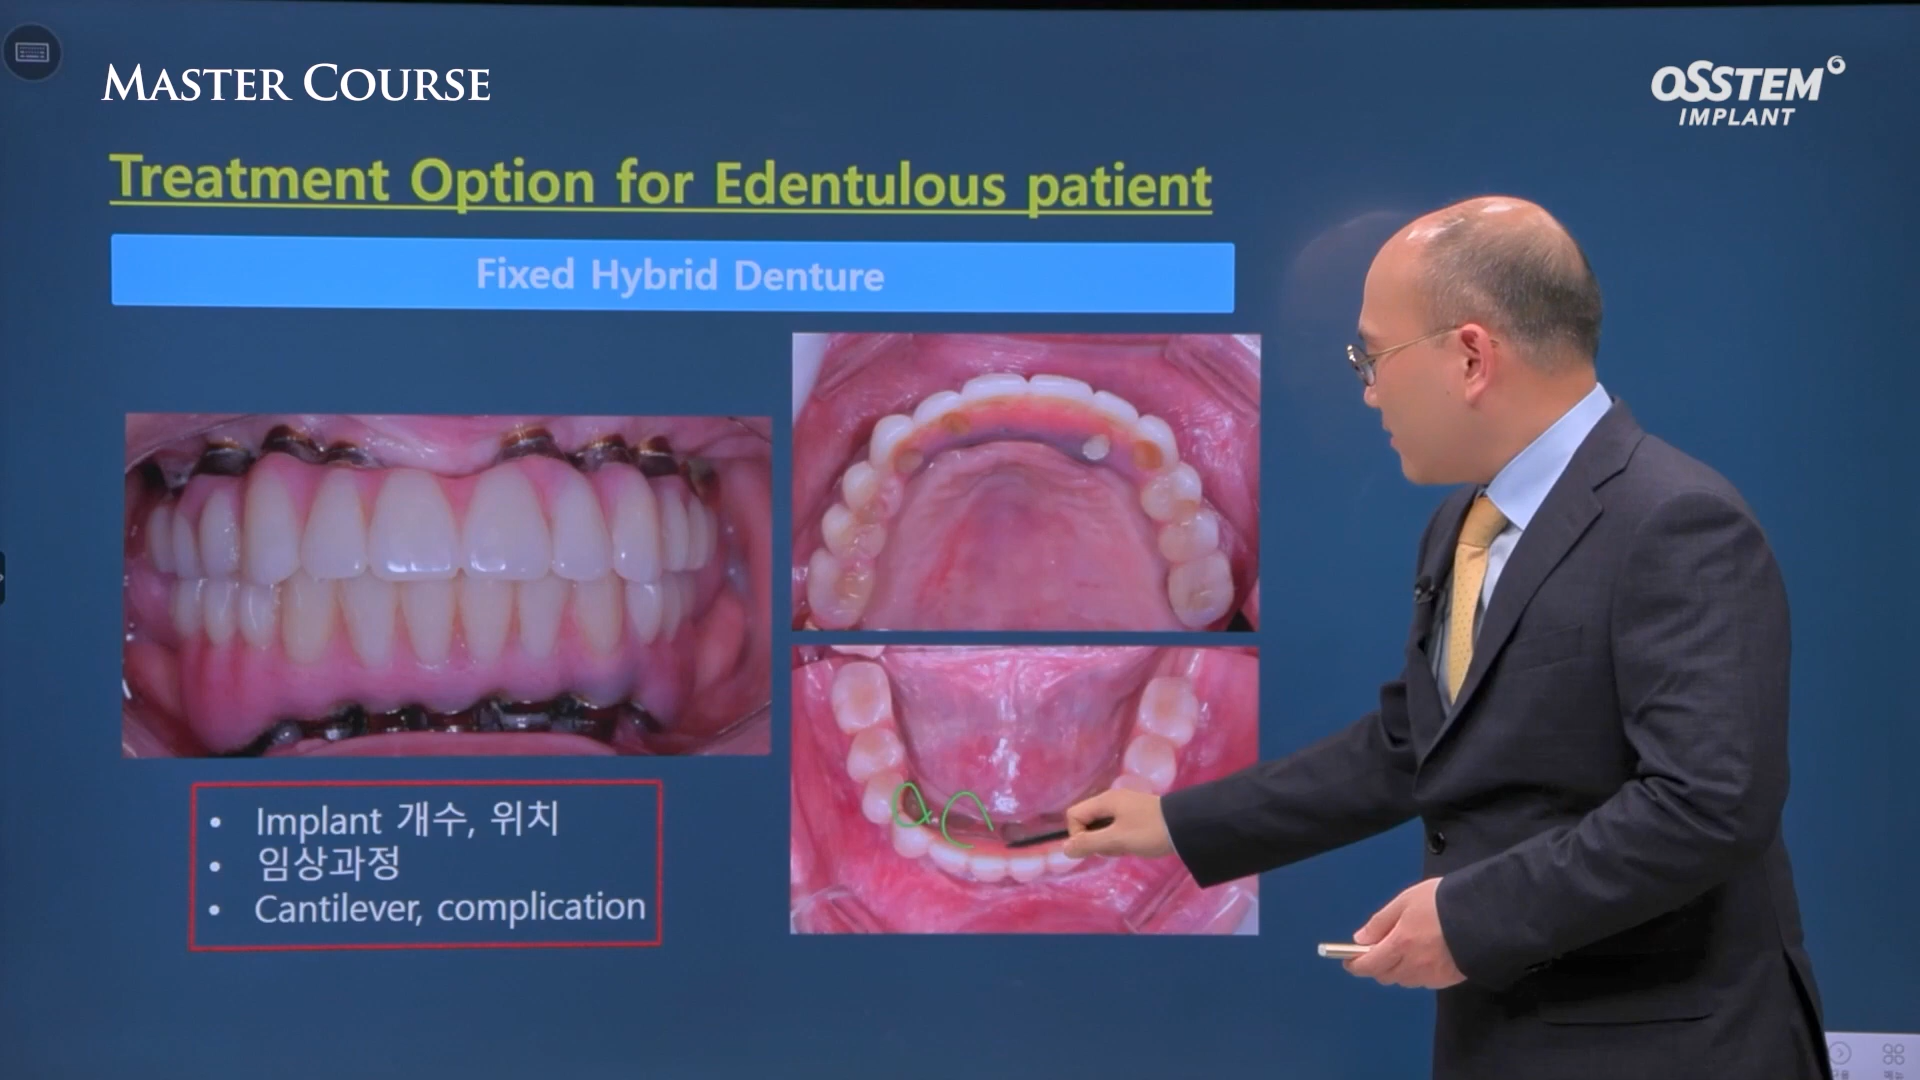 MASTER COURSE
OSSTEM
IMPLANT
Treatment Option for Edentulous patient
Fixed Hybrid Denture
• Implant 개수, 위치
• 임상과정
• Cantilever, complication